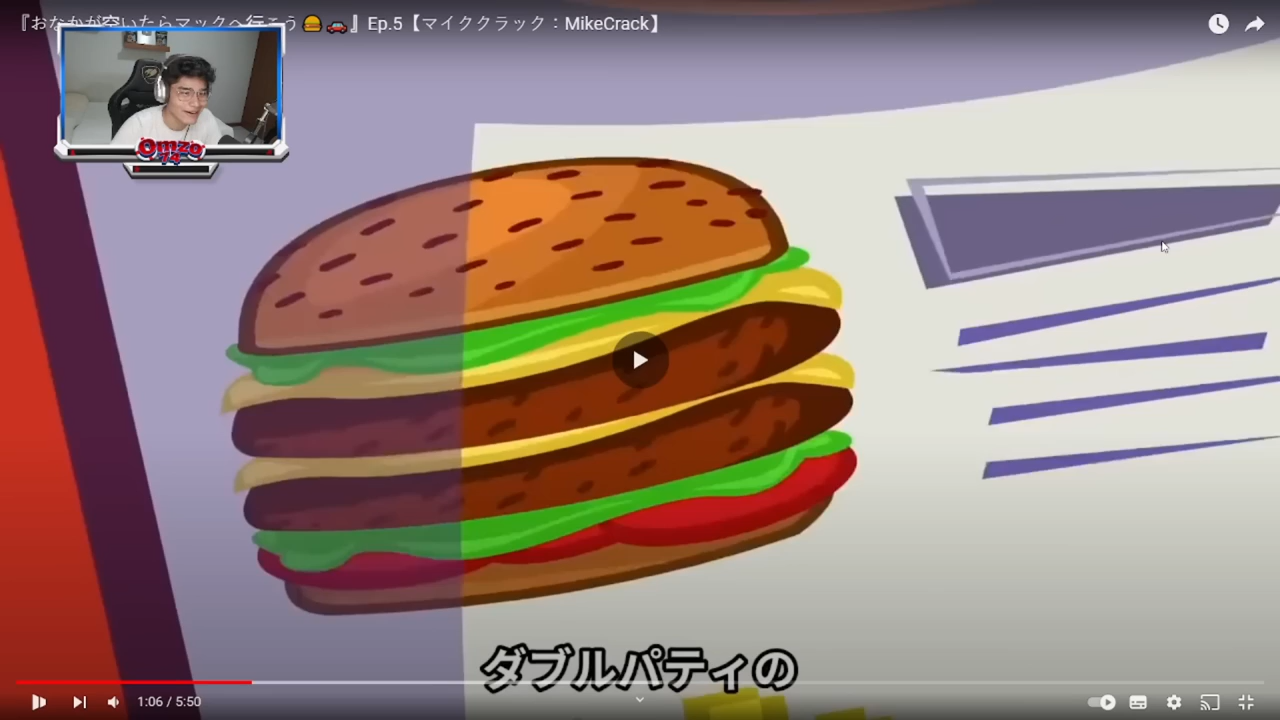 『おなかが空いたらマックへ行こう🍔🚗』Ep.5【マイククラック：MikeCrack】
Omzo
74
ダブルパティの
1:06 / 5:50